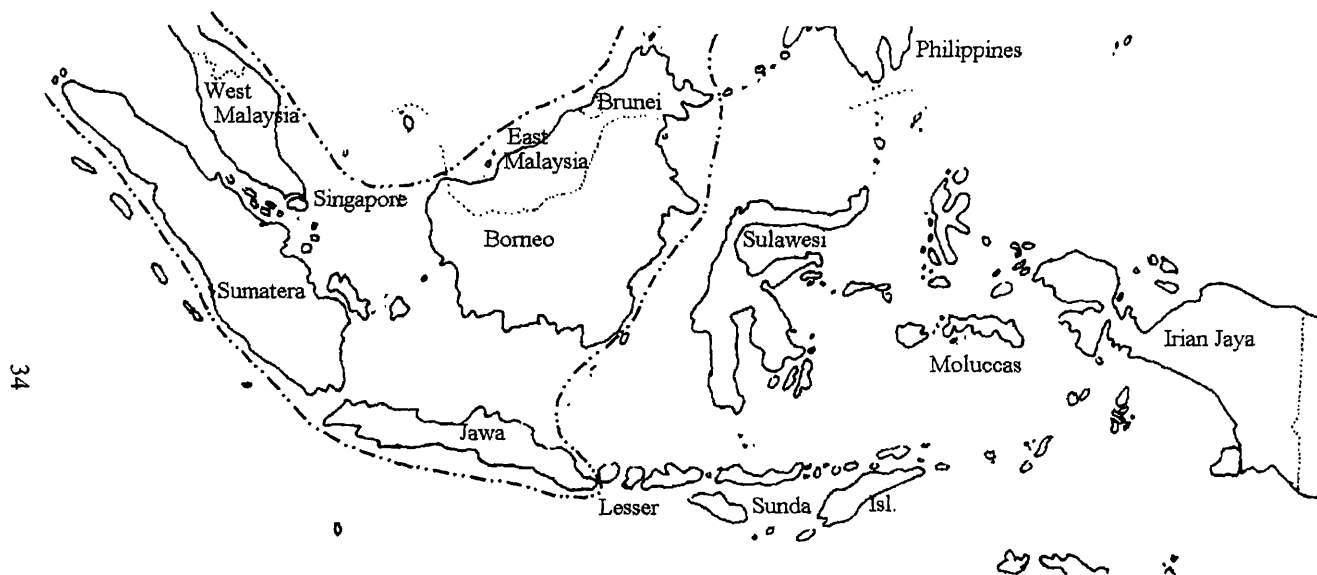 Philippines
West
Malaysia
Brunei
East
Malaysia
Singapore
Borneo
Sulawesi
Sumatera
Irian Jaya
Moluccas
34
Jawa
Lesser Sunda Isl.